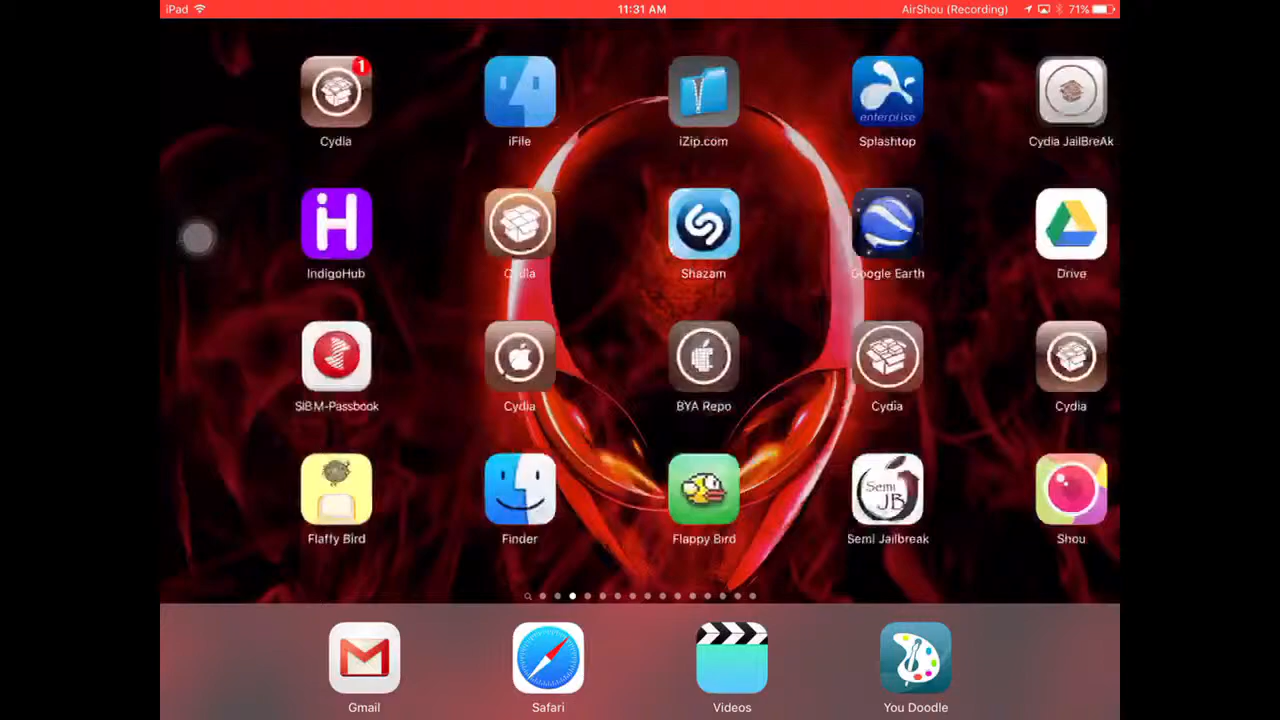 iPad 11:31 AM AirShou (Recording) 71%
1
enterprise
Cydia iFile iZip.com Splashtop Cydia JailBreAk
iH
IndigoHub Cydia Shazam Google Earth Drive
SIBM-Passbook Cydia BYA Repo Cydia Cydia
Semi
JB
Flaffy Bird Finder Flappy Bird Semi Jailbreak Shou
Gmail Safari Videos You Doodle